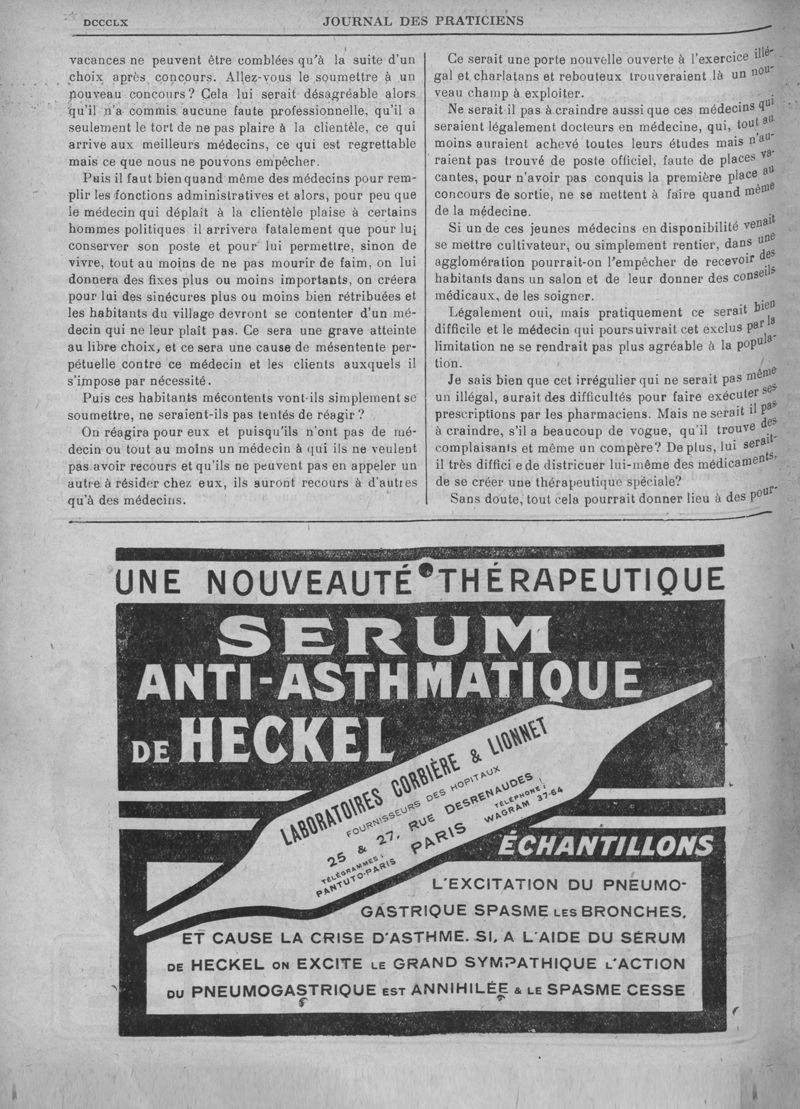 DCCCLX
JOURNAL DES PRATICIENS
vacances ne peuvent être comblées qu'à la suite d'un
choix après concours. Allez-vous le soumettre à un
nouveau concours? Cela lui serait désagréable alors
qu'il n'a commis aucune faute professionnelle, qu'il a
seulement le tort de ne pas plaire à la clientèle, ce qui
arrive aux meilleurs médecins, ce qui est regrettable
mais ce que nous ne pouvons empêcher.
Puis il faut bien quand même des médecins pour rem-
plir les fonctions administratives et alors, pour peu que
le médecin qui déplaît à la clientèle plaise à certains
hommes politiques il arrivera fatalement que pour lui
conserver son poste et pour lui permettre, sinon de
vivre, tout au moins de ne pas mourir de faim, on lui
donnera des fixes plus ou moins importants, on créera
pour lui des sinécures plus ou moins bien rétribuées et
les habitants du village devront se contenter d'un mé-
decin qui ne leur plaît pas. Ce sera une grave atteinte
au libre choix, et ce sera une cause de mésentente per-
pétuelle contre ce médecin et les clients auxquels il
s'impose par nécessité.
Puis ces habitants mécontents vont-ils simplement se
soumettre, ne seraient-ils pas tentés de réagir?
On réagira pour eux et puisqu'ils n'ont pas de mé-
decin ou tout au moins un médecin à qui ils ne veulent
pas avoir recours et qu'ils ne peuvent pas en appeler un
autre à résider chez eux, ils auront recours à d'autres
qu'à des médecins.
Ce serait une porte nouvelle ouverte à l'exercice illé-
gal et charlatans et rebouteux trouveraient là un nou-
veau champ à exploiter.
Ne serait il pas à craindre aussi que ces médecins qui
seraient légalement docteurs en médecine, qui, tout au
moins auraient achevé toutes leurs études mais n'au-
raient pas trouvé de poste officiel, faute de places va-
cantes, pour n'avoir pas conquis la première place au
concours de sortie, ne se mettent à faire quand même
de la médecine.
Si un de ces jeunes médecins en disponibilité venait
se mettre cultivateur, ou simplement rentier, dans une
agglomération pourrait-on l'empêcher de recevoir des
habitants dans un salon et de leur donner des conseils
médicaux, de les soigner.
Légalement oui, mais pratiquement ce serait bien
difficile et le médecin qui poursuivrait cet exclus par la
limitation ne se rendrait pas plus agréable à la popula-
tion.
Je sais bien que cet irrégulier qui ne serait pas même
un illégal, aurait des difficultés pour faire exécuter ses
prescriptions par les pharmaciens. Mais ne serait il pas
à craindre, s'il a beaucoup de vogue, qu'il trouve des
complaisants et même un compère? De plus, lui serait-
il très diffici e de districuer lui-même des médicaments,
de se créer une thérapeutique spéciale?
Sans doute, tout cela pourrait donner lieu à des pour-
UNE NOUVEAUTÉ THÉRAPEUTIQUE
SERUM
ANTI-ASTHMATIQUE
DE HECKEL
LABORATOIRES CORBIÈRE & LIONNET
FOURNISSEURS DES HOPITAUX
25 & 27, RUE DESRENAUDES
TÉLÉGRAMMES:
PANTUTO-PARIS
PARIS
TÉLÉPHONE:
WAGRAM 37-64
ÉCHANTILLONS
L'EXCITATION DU PNEUMO-
GASTRIQUE SPASME LES BRONCHES,
ET CAUSE LA CRISE D'ASTHME. SI, A L'AIDE DU SÉRUM
DE HECKEL ON EXCITE LE GRAND SYMPATHIQUE L'ACTION
DU PNEUMOGASTRIQUE EST ANNIHILÉE & LE SPASME CESSE